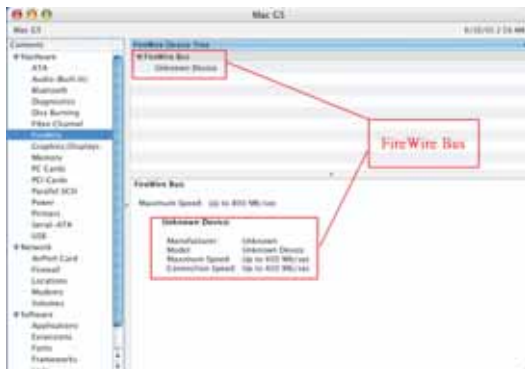 Mac G5
Mac G5
Contents
Hardware
ATA
Audio (Built In)
Bluetooth
Diagnostics
Disc Burning
Fibre Channel
FireWire
Graphics/Displays
Memory
PC Cards
PCI Cards
Parallel SCSI
Power
Printers
Serial-ATA
USB
Network
AirPort Card
Firewall
Locations
Modems
Volumes
Software
Applications
Extensions
Fonts
Frameworks
FireWire Device Tree
FireWire Bus
Unknown Device
FireWire Bus
FireWire Bus:
Maximum Speed: Up to 800 Mb/sec
Unknown Device:
Manufacturer: Unknown
Model: Unknown Device
Maximum Speed: Up to 400 Mb/sec
Connection Speed: Up to 400 Mb/sec